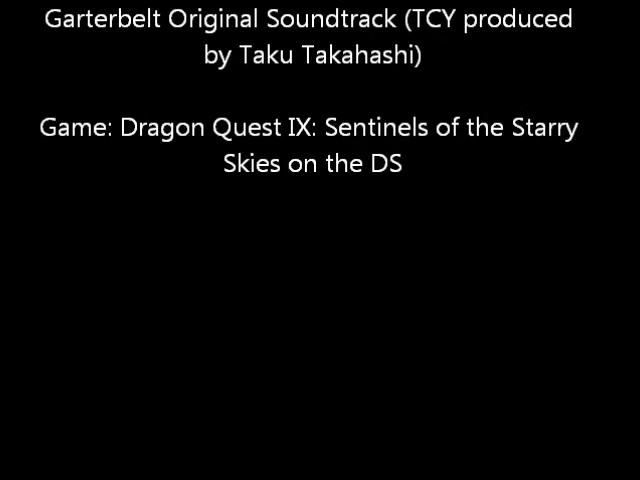 Garterbelt Original Soundtrack (TCY produced
by Taku Takahashi)
Game: Dragon Quest IX: Sentinels of the Starry
Skies on the DS